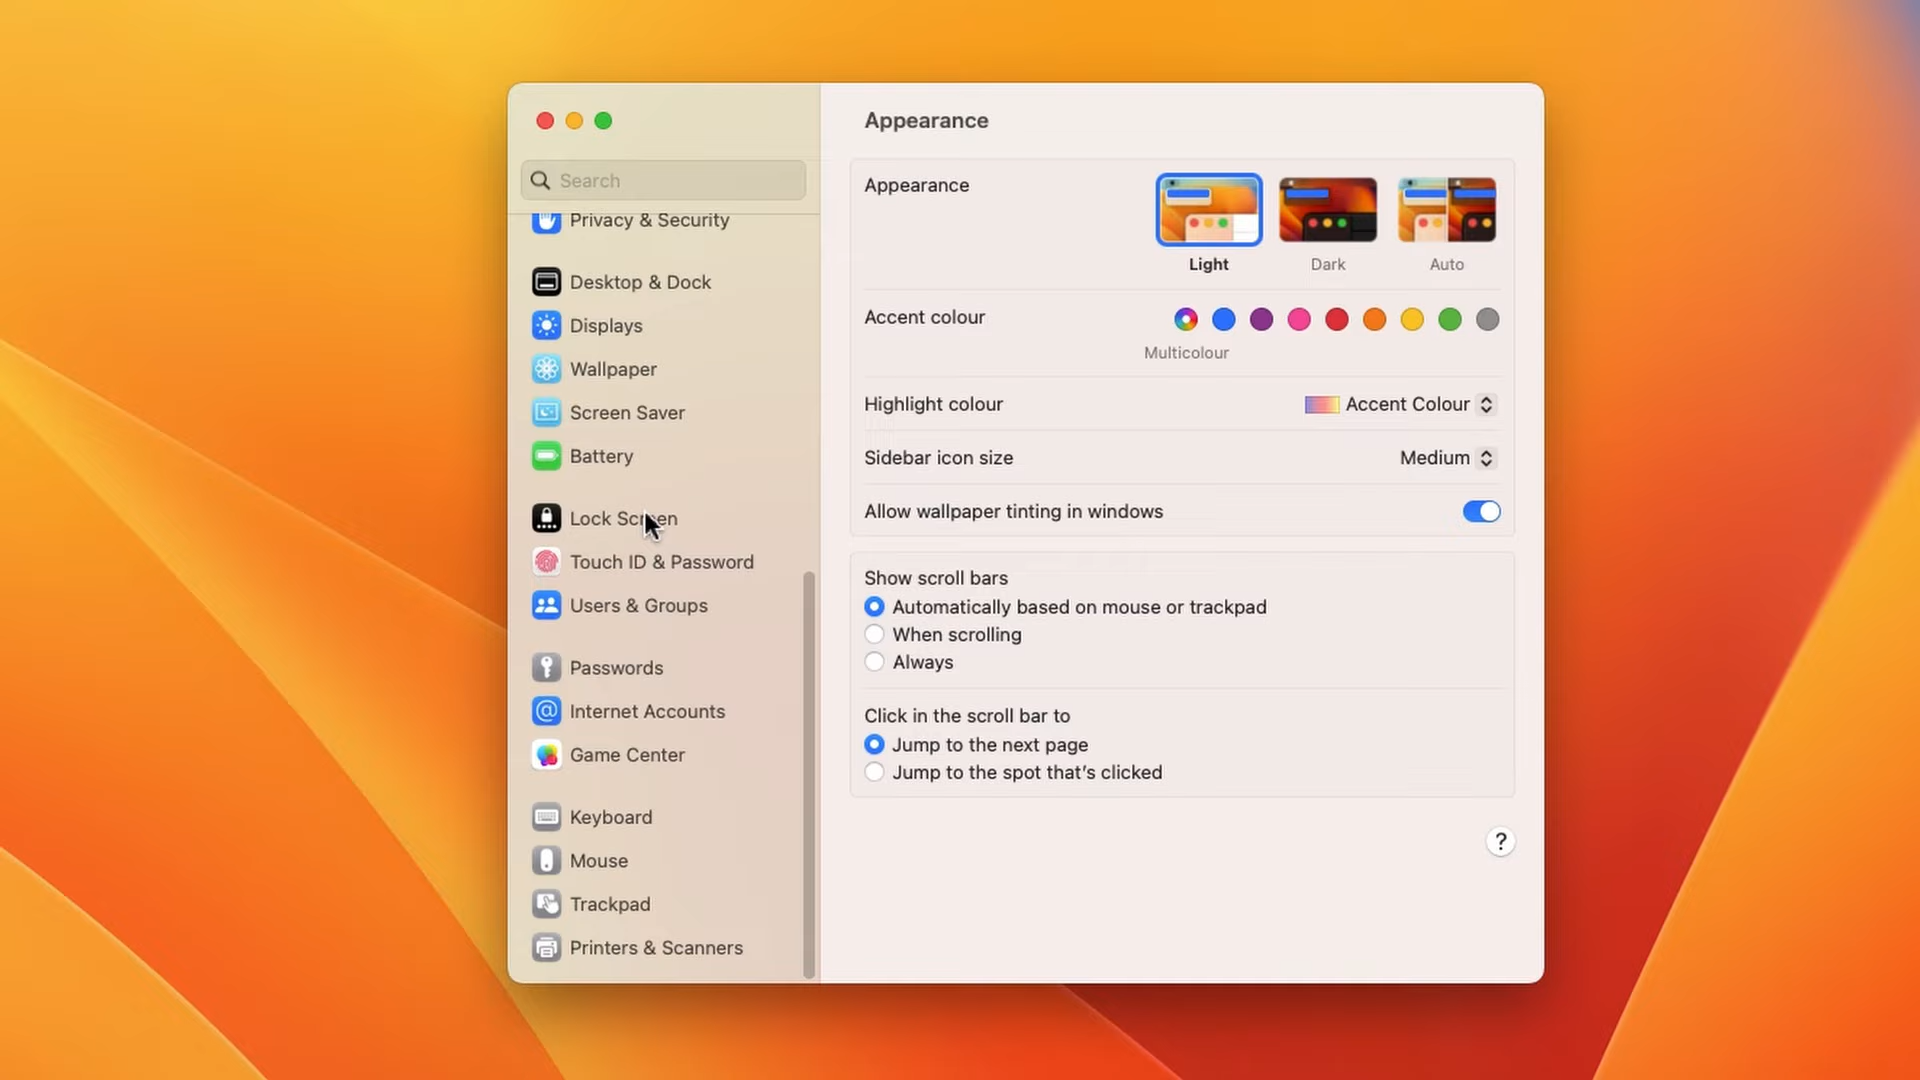 Search
Privacy & Security
Desktop & Dock
Displays
Wallpaper
Screen Saver
Battery
Lock Screen
Touch ID & Password
Users & Groups
Passwords
Internet Accounts
Game Center
Keyboard
Mouse
Trackpad
Printers & Scanners
Appearance
Appearance
Light Dark Auto
Accent colour
Multicolour
Highlight colour Accent Colour
Sidebar icon size Medium
Allow wallpaper tinting in windows
Show scroll bars
Automatically based on mouse or trackpad
When scrolling
Always
Click in the scroll bar to
Jump to the next page
Jump to the spot that’s clicked
?